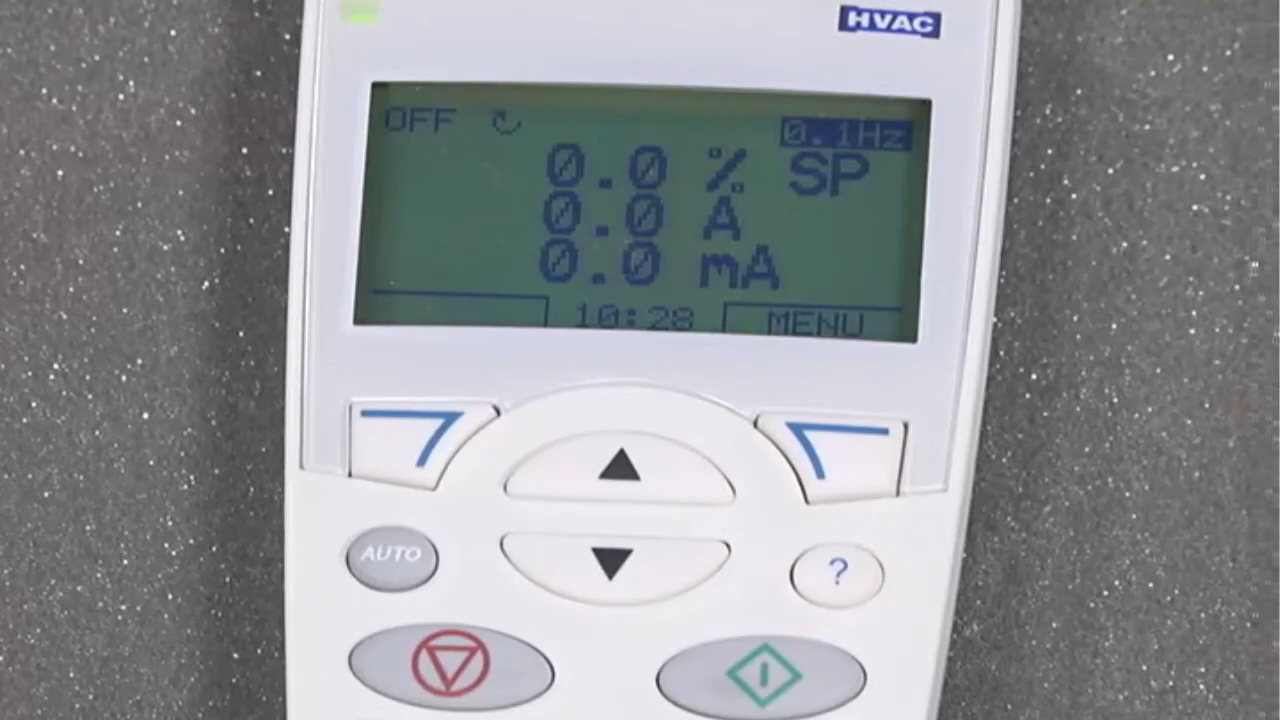 HVAC
OFF ↻ 0.1Hz
0.0 % SP
0.0 A
0.0 mA
10:28 MENU
AUTO
?